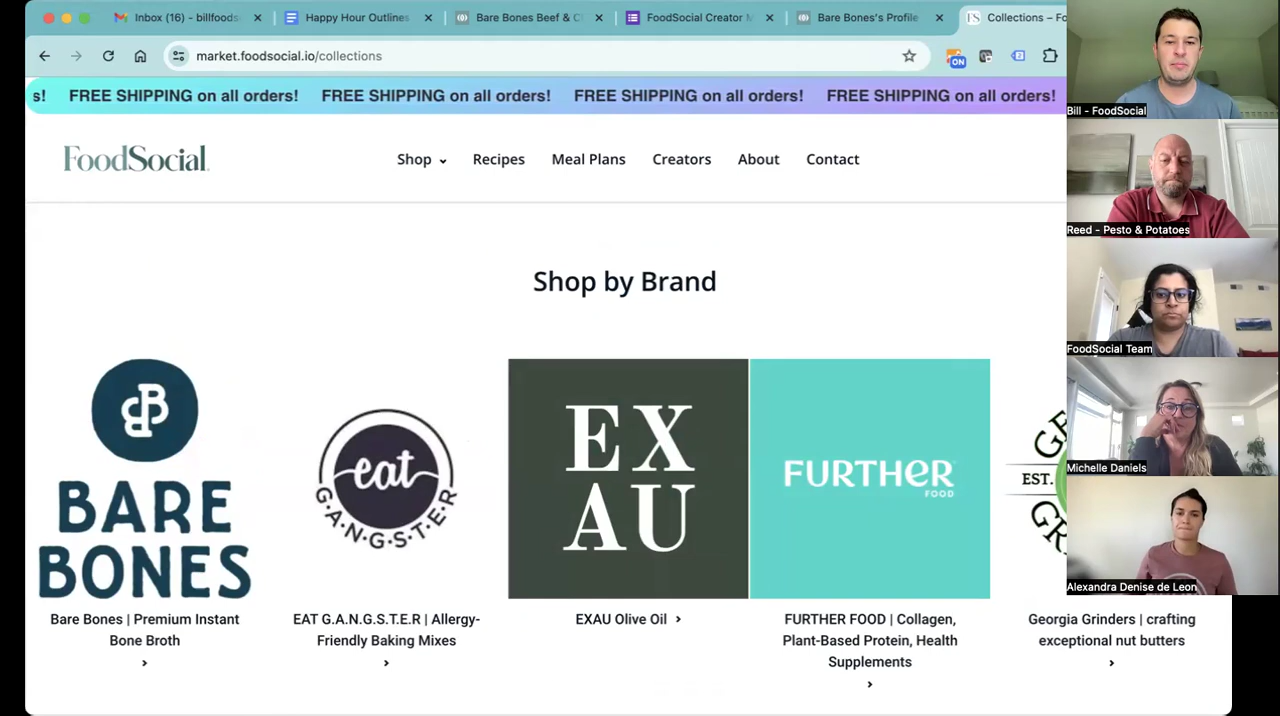 Inbox (16) - billfoods
Happy Hour Outlines
Bare Bones Beef & C
FoodSocial Creator M
Bare Bones's Profile
Collections – Fo
market.foodsocial.io/collections
ON
s! FREE SHIPPING on all orders! FREE SHIPPING on all orders! FREE SHIPPING on all orders! FREE SHIPPING on all orders!
FoodSocial
Shop
Recipes
Meal Plans
Creators
About
Contact
Shop by Brand
BARE
BONES
eat
G·A·N·G·S·T·E·R
EX
AU
FURTHER
FOOD
GE
EST.
GR
Bare Bones | Premium Instant
Bone Broth
EAT G.A.N.G.S.T.E.R | Allergy-
Friendly Baking Mixes
EXAU Olive Oil
FURTHER FOOD | Collagen,
Plant-Based Protein, Health
Supplements
Georgia Grinders | crafting
exceptional nut butters
Bill - FoodSocial
Reed - Pesto & Potatoes
FoodSocial Team
Michelle Daniels
Alexandra Denise de Leon